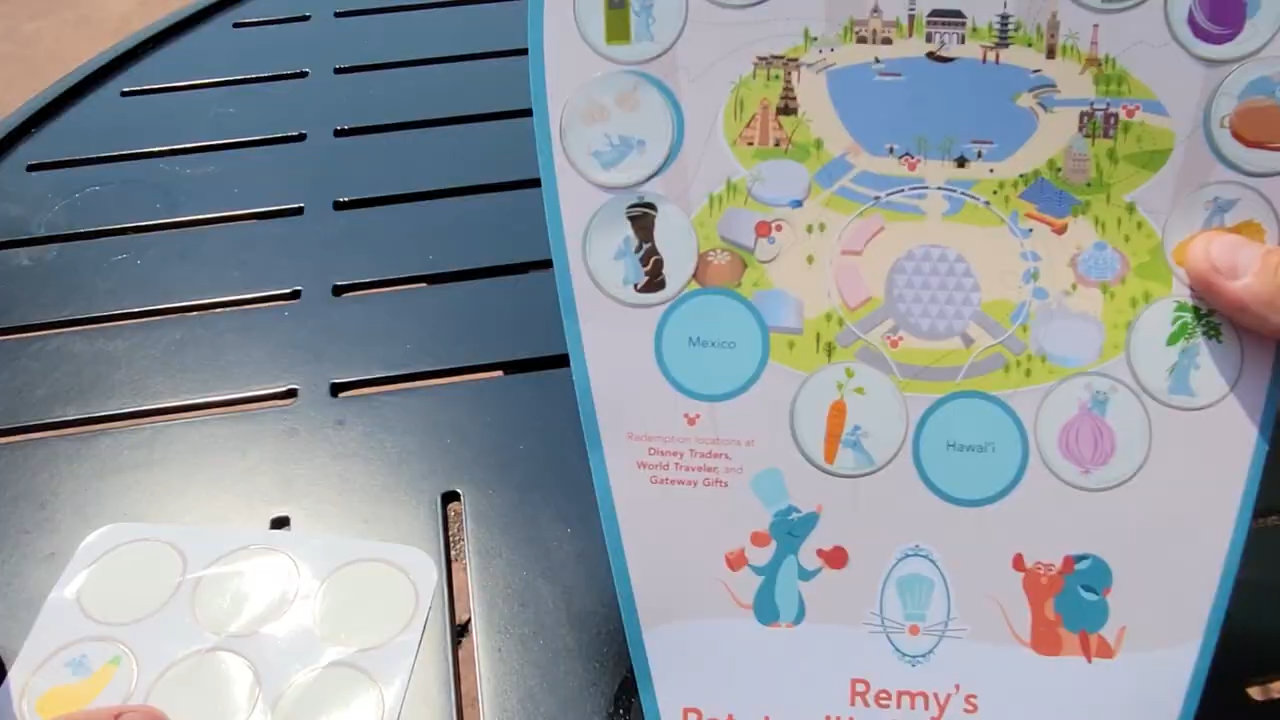 Mexico
Hawai'i
Redemption locations at
Disney Traders,
World Traveler, and
Gateway Gifts
Remy's